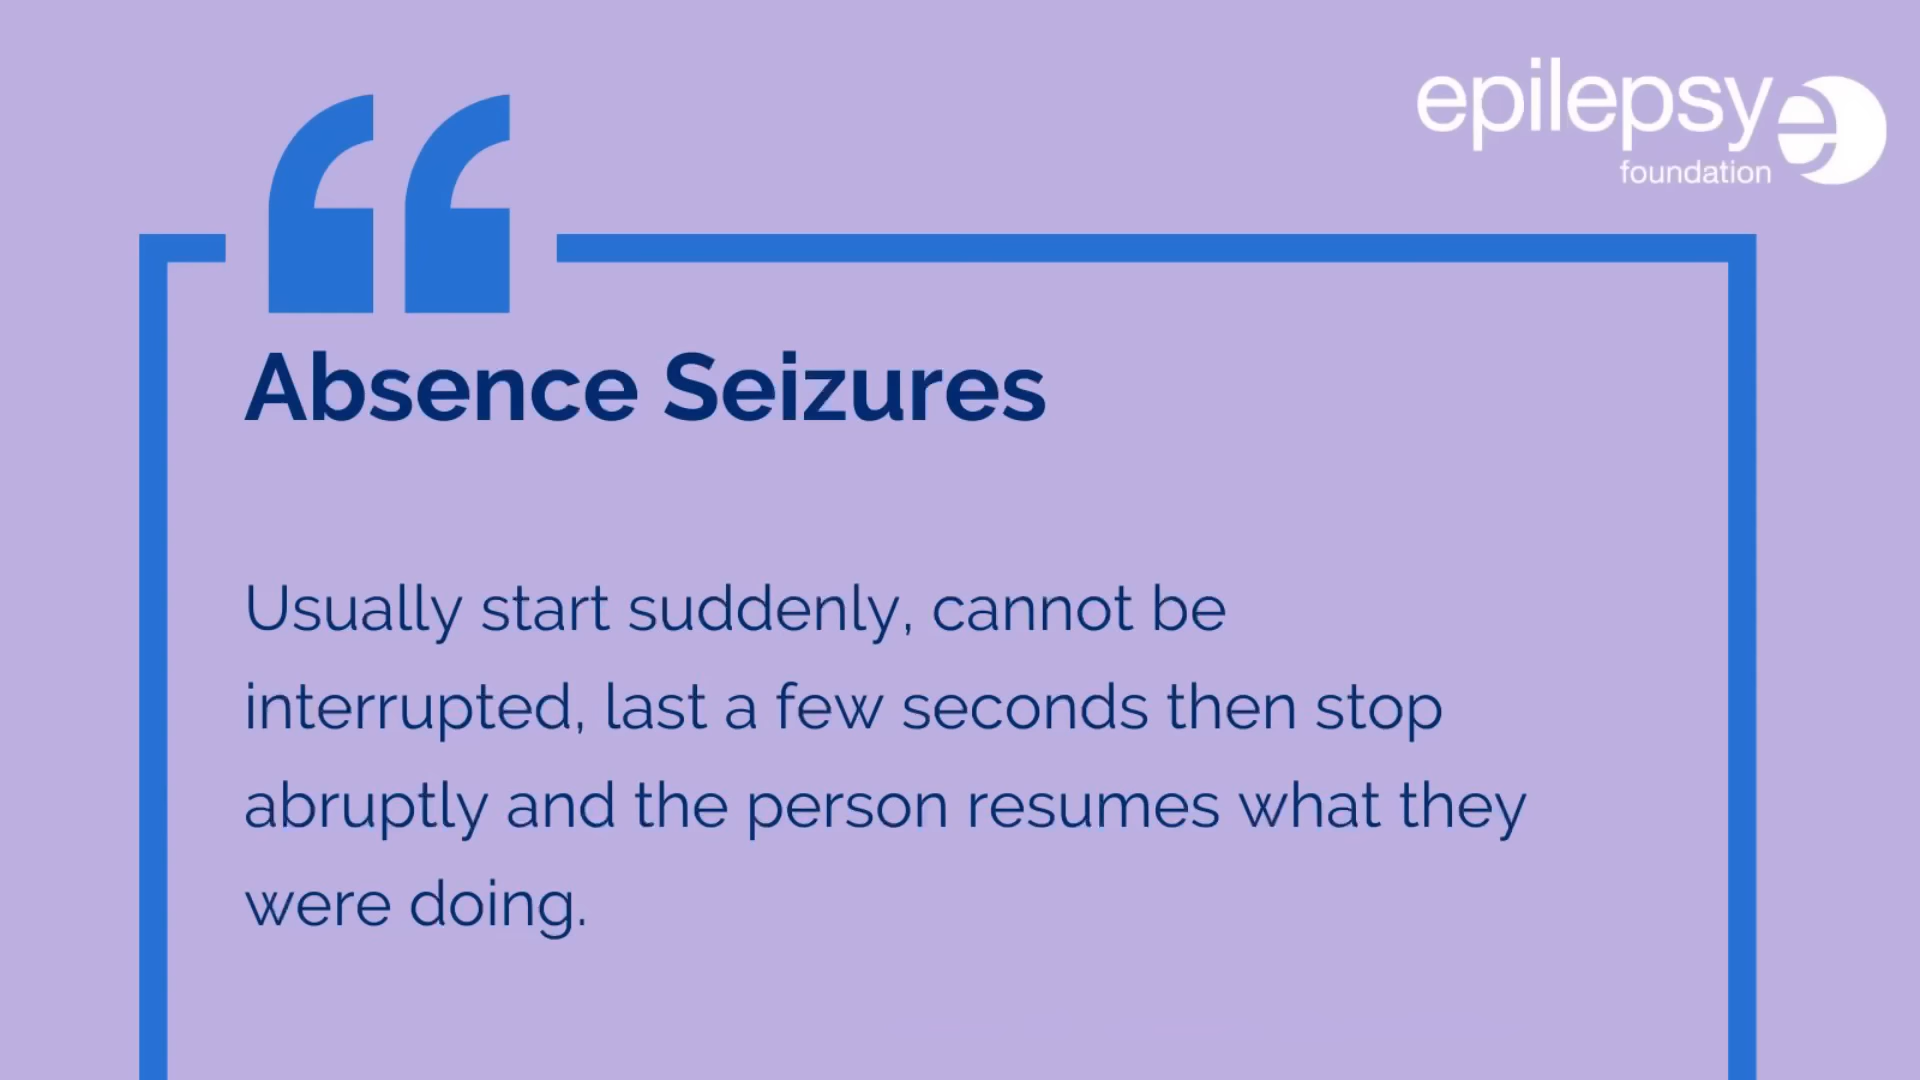 epilepsy
foundation
Absence Seizures
Usually start suddenly, cannot be
interrupted, last a few seconds then stop
abruptly and the person resumes what they
were doing.